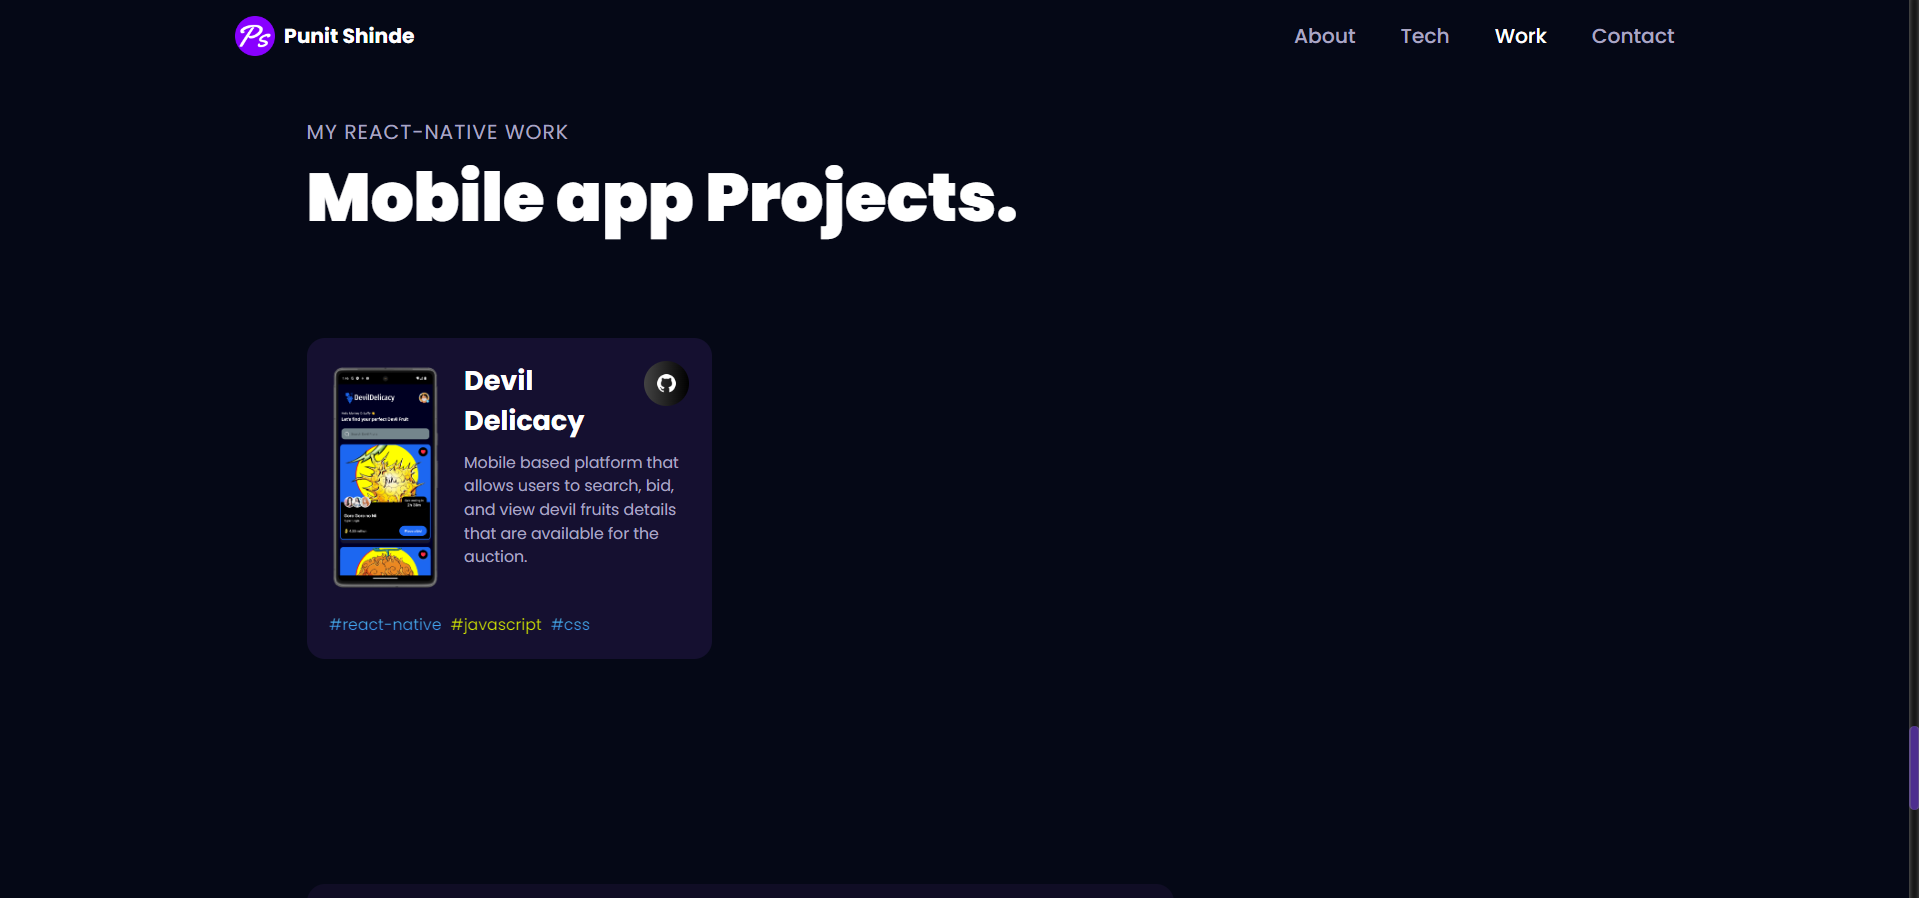 Ps Punit Shinde
About Tech Work Contact
MY REACT-NATIVE WORK
Mobile app Projects.
DevilDelicacy
Let's find your perfect Devil Fruit
Devil
Delicacy
Mobile based platform that
allows users to search, bid,
and view devil fruits details
that are available for the
auction.
#react-native #javascript #css